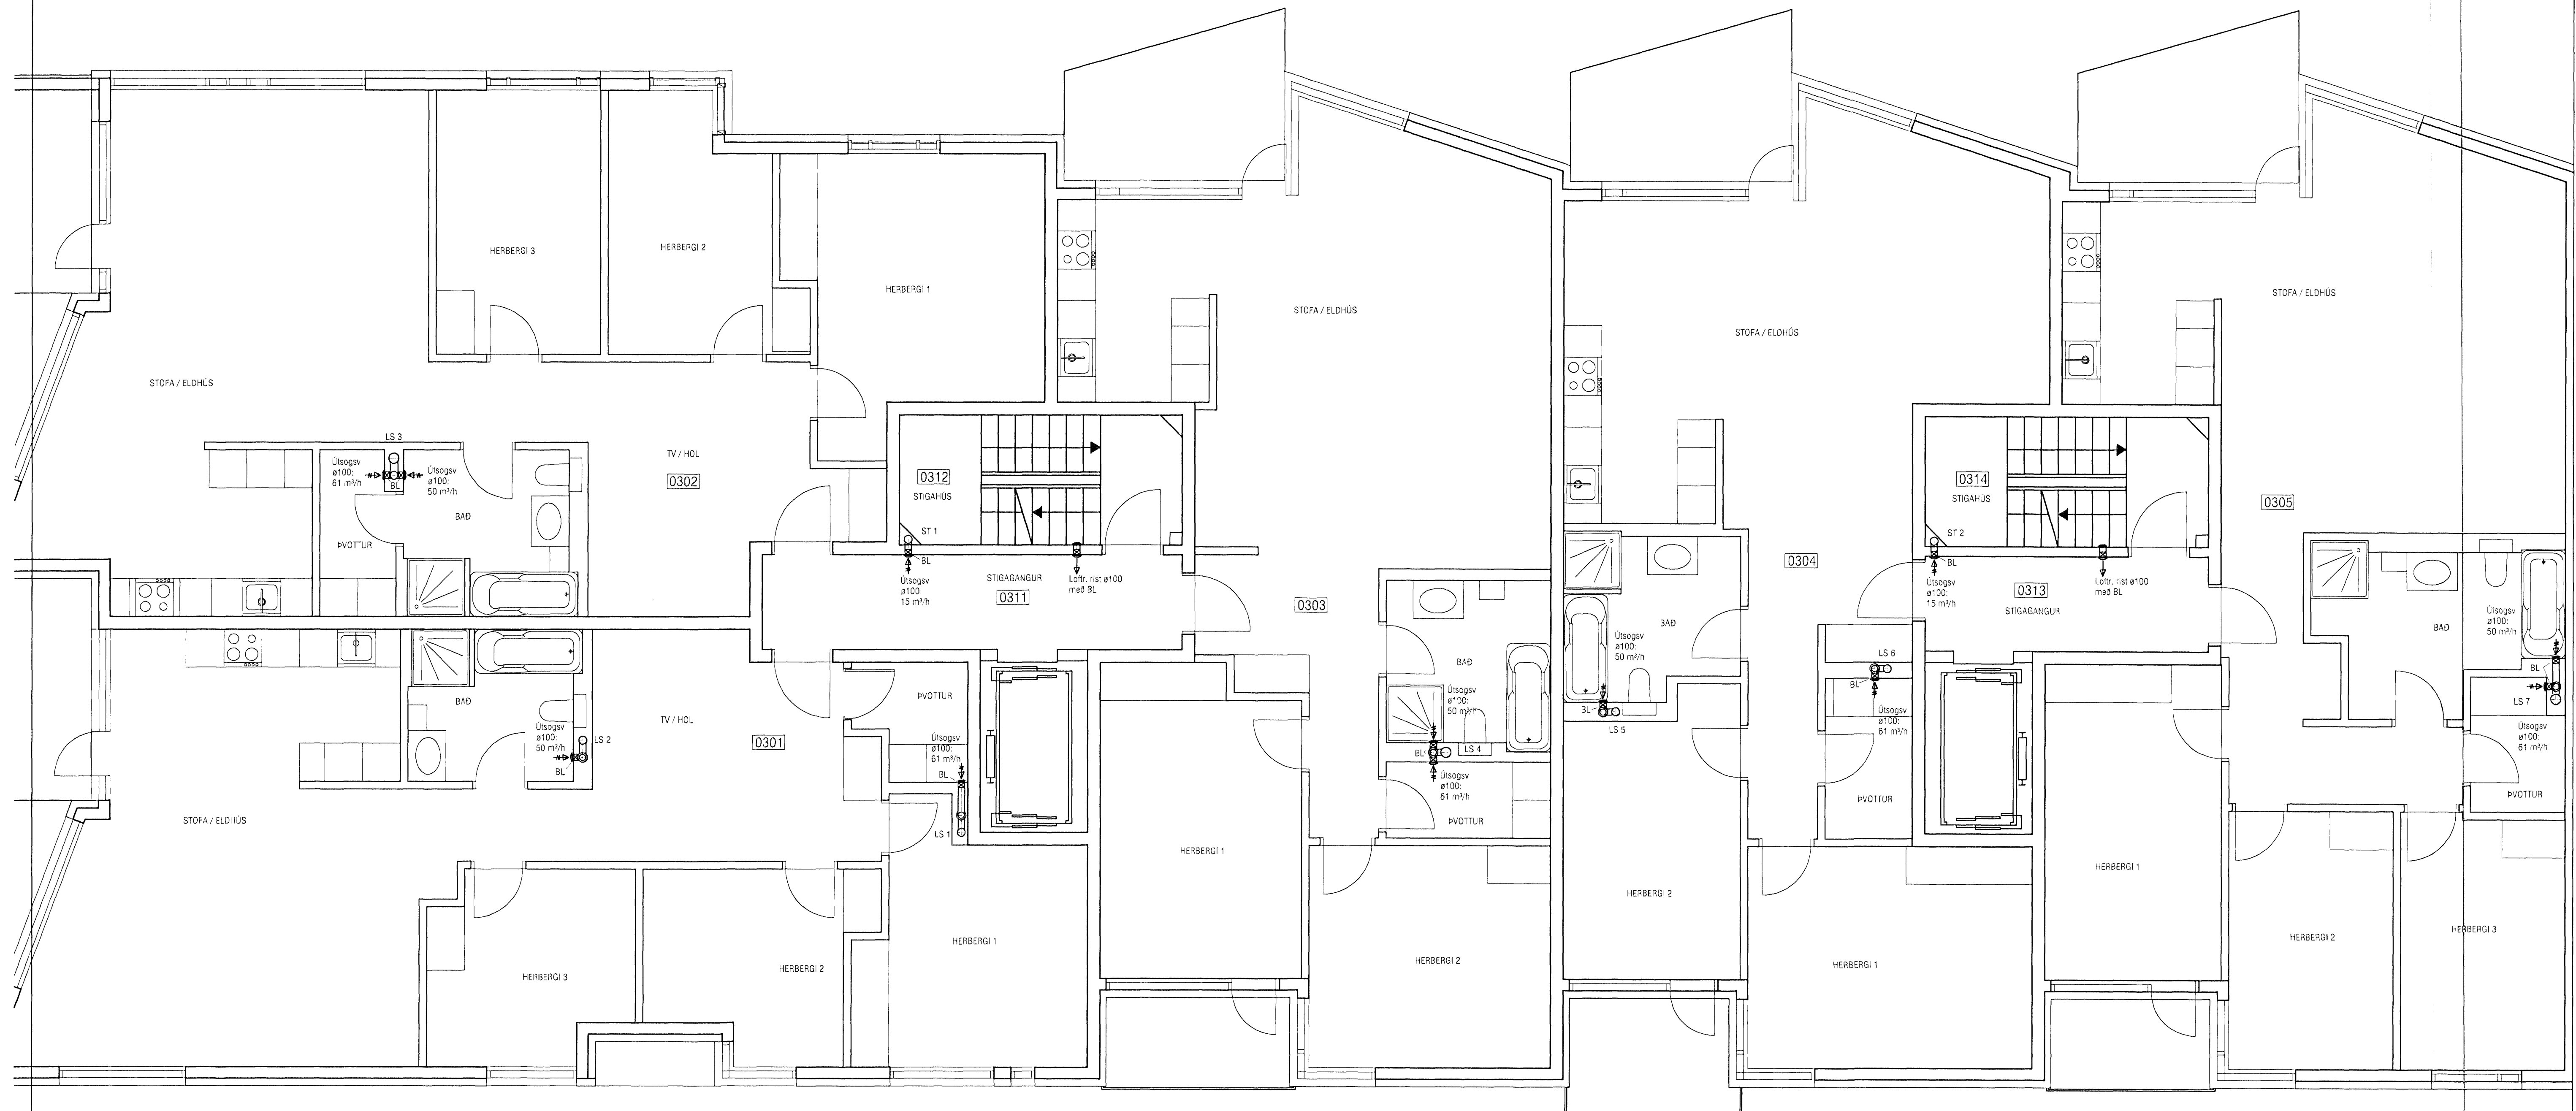 HERBERGI 3
HERBERGI 2
HERBERGI 1
STOFA / ELDHÚS
LS 3
Útsogsv
ø100:
61 m³/h
BL
Útsogsv
ø100:
50 m³/h
BAÐ
ÞVOTTUR
TV / HOL
0302
0312
STIGAHÚS
ST 1
BL
Útsogsv
ø100:
15 m³/h
STIGAGANGUR
0311
Loftr. rist ø100
með BL
STOFA / ELDHÚS
0303
BAÐ
Útsogsv
ø100:
50 m³/h
BL
LS 4
Útsogsv
ø100:
61 m³/h
ÞVOTTUR
HERBERGI 1
HERBERGI 2
BAÐ
Útsogsv
ø100:
50 m³/h
LS 2
BL
TV / HOL
0301
ÞVOTTUR
Útsogsv
ø100:
61 m³/h
BL
LS 1
STOFA / ELDHÚS
HERBERGI 3
HERBERGI 2
HERBERGI 1
STOFA / ELDHÚS
0304
BAÐ
Útsogsv
ø100:
50 m³/h
BL
LS 5
LS 6
BL
Útsogsv
ø100:
61 m³/h
ÞVOTTUR
HERBERGI 2
HERBERGI 1
0314
STIGAHÚS
ST 2
BL
Útsogsv
ø100:
15 m³/h
Loftr. rist ø100
með BL
0313
STIGAGANGUR
STOFA / ELDHÚS
0305
BAÐ
Útsogsv
ø100:
50 m³/h
BL
LS 7
Útsogsv
ø100:
61 m³/h
ÞVOTTUR
HERBERGI 1
HERBERGI 2
HERBERGI 3